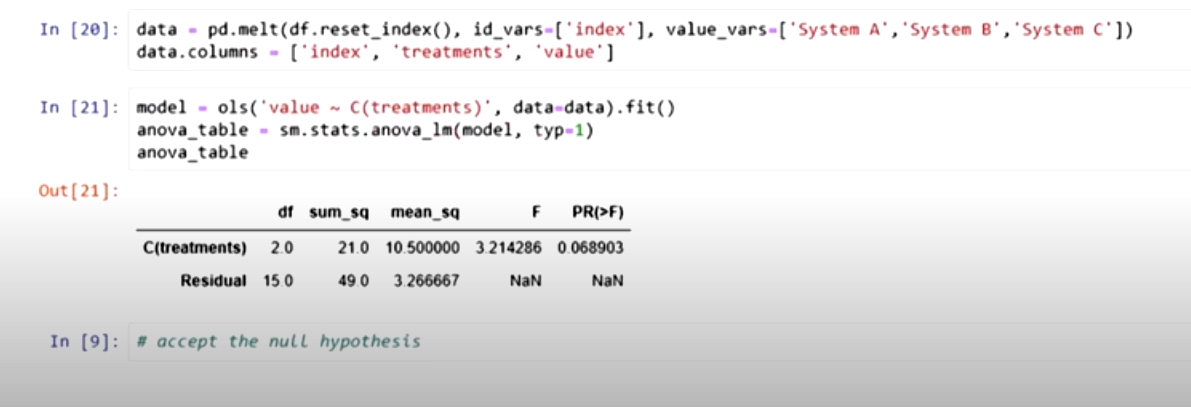 In [20]: data = pd.melt(df.reset_index(), id_vars=['index'], value_vars=['System A','System B','System C'])
data.columns = ['index', 'treatments', 'value']
In [21]: model = ols('value ~ C(treatments)', data=data).fit()
anova_table = sm.stats.anova_lm(model, typ=1)
anova_table
Out[21]:
df sum_sq mean_sq F PR(>F)
C(treatments) 2.0 21.0 10.500000 3.214286 0.068903
Residual 15.0 49.0 3.266667 NaN NaN
In [9]: # accept the null hypothesis